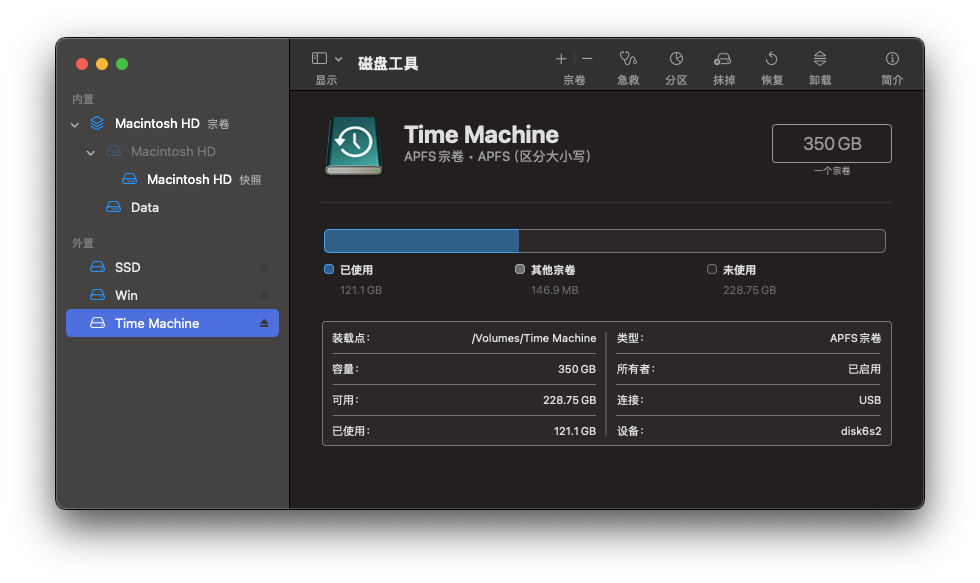 磁盘工具
显示
宗卷
急救
分区
抹掉
恢复
卸载
简介
内置
Macintosh HD 宗卷
Macintosh HD
Macintosh HD 快照
Data
外置
SSD
Win
Time Machine
Time Machine
APFS宗卷 • APFS (区分大小写)
350 GB
一个宗卷
已使用
121.1 GB
其他宗卷
146.9 MB
未使用
228.75 GB
装载点: /Volumes/Time Machine
类型: APFS 宗卷
容量: 350 GB
所有者: 已启用
可用: 228.75 GB
连接: USB
已使用: 121.1 GB
设备: disk6s2